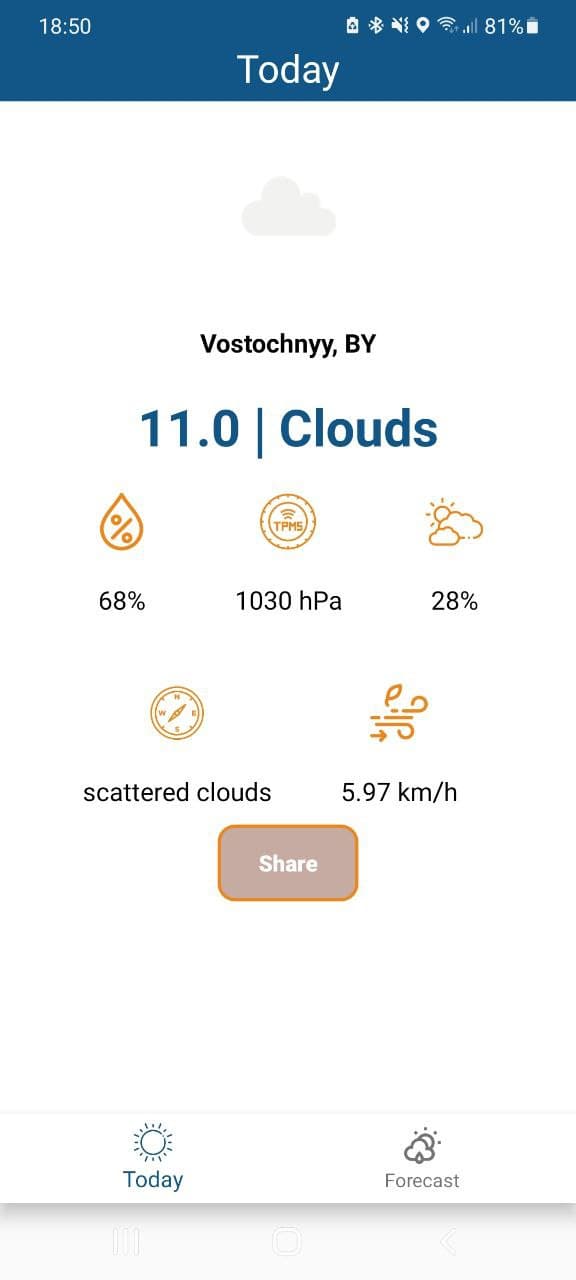 18:50 81%
Today
Vostochnyy, BY
11.0 | Clouds
TPMS
68% 1030 hPa 28%
N
W E
S
scattered clouds 5.97 km/h
Share
Today Forecast